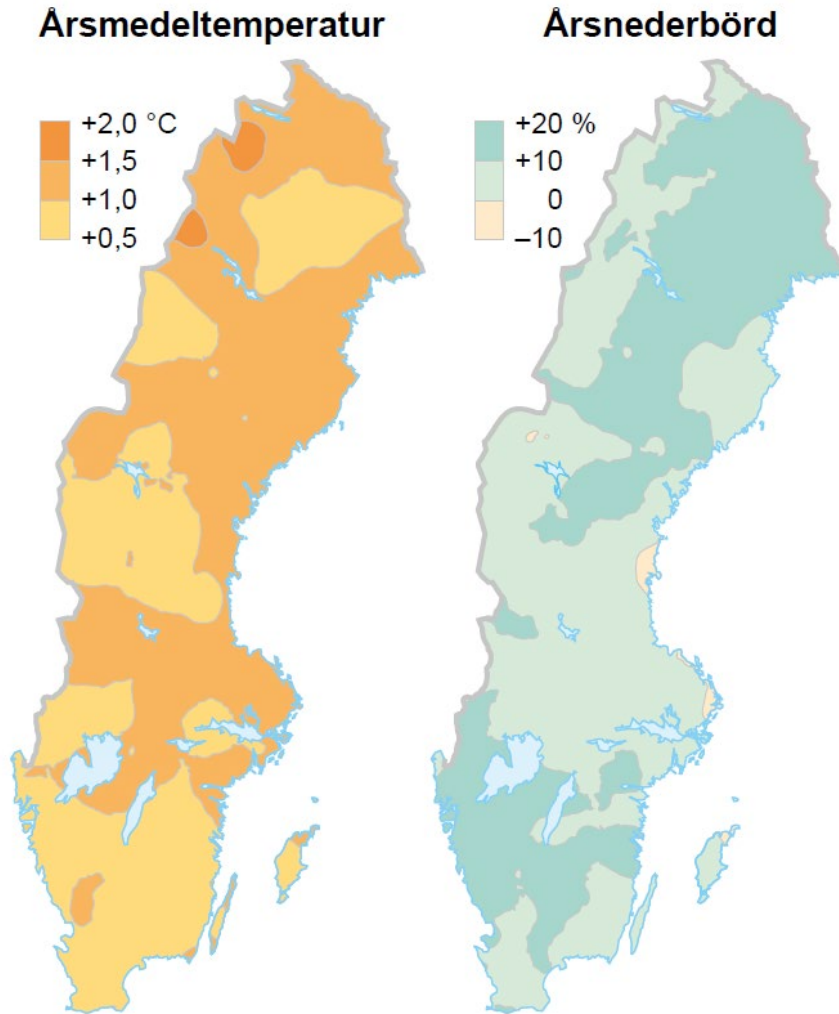 Årsmedeltemperatur
+2,0 °C
+1,5
+1,0
+0,5
Årsnederbörd
+20 %
+10
0
–10